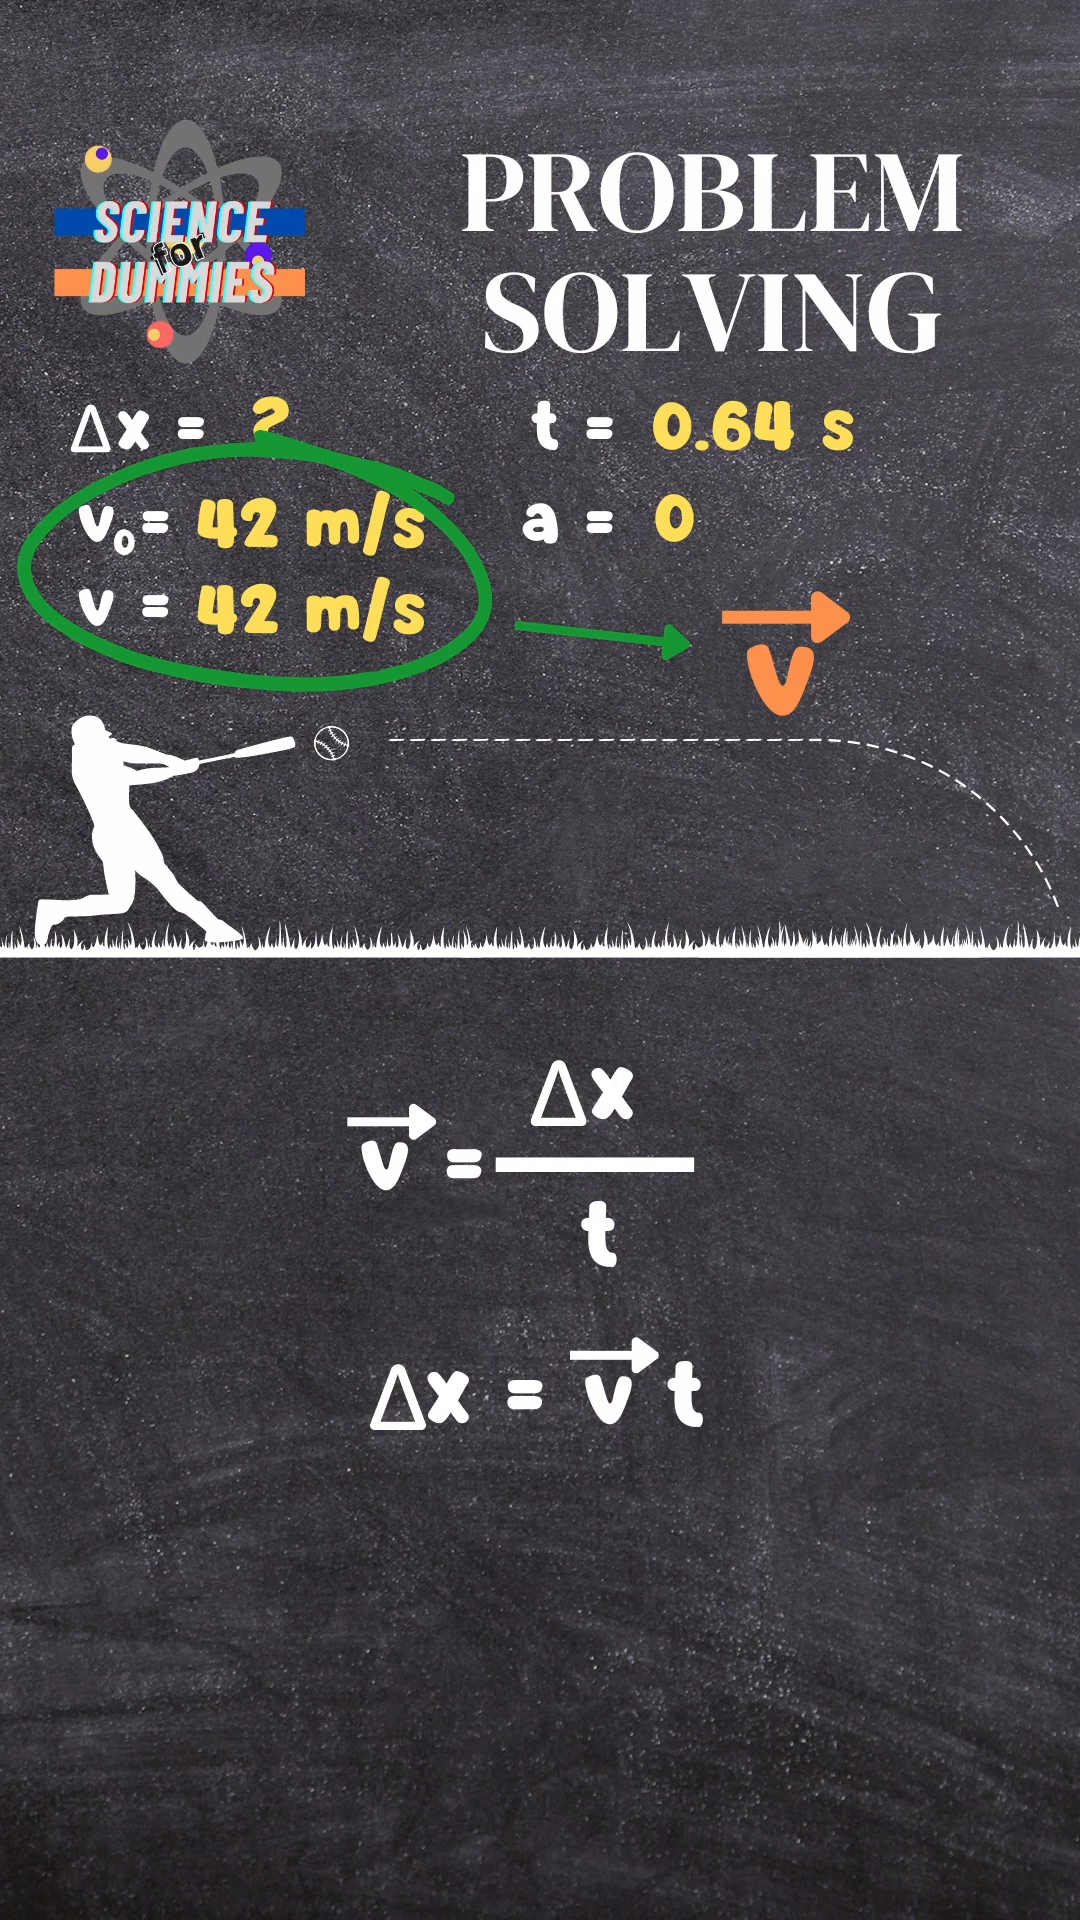 SCIENCE
for
DUMMIES
PROBLEM
SOLVING
Δx = ?
t = 0.64 s
v₀ = 42 m/s
a = 0
v = 42 m/s
v
v = Δx
t
Δx = v t